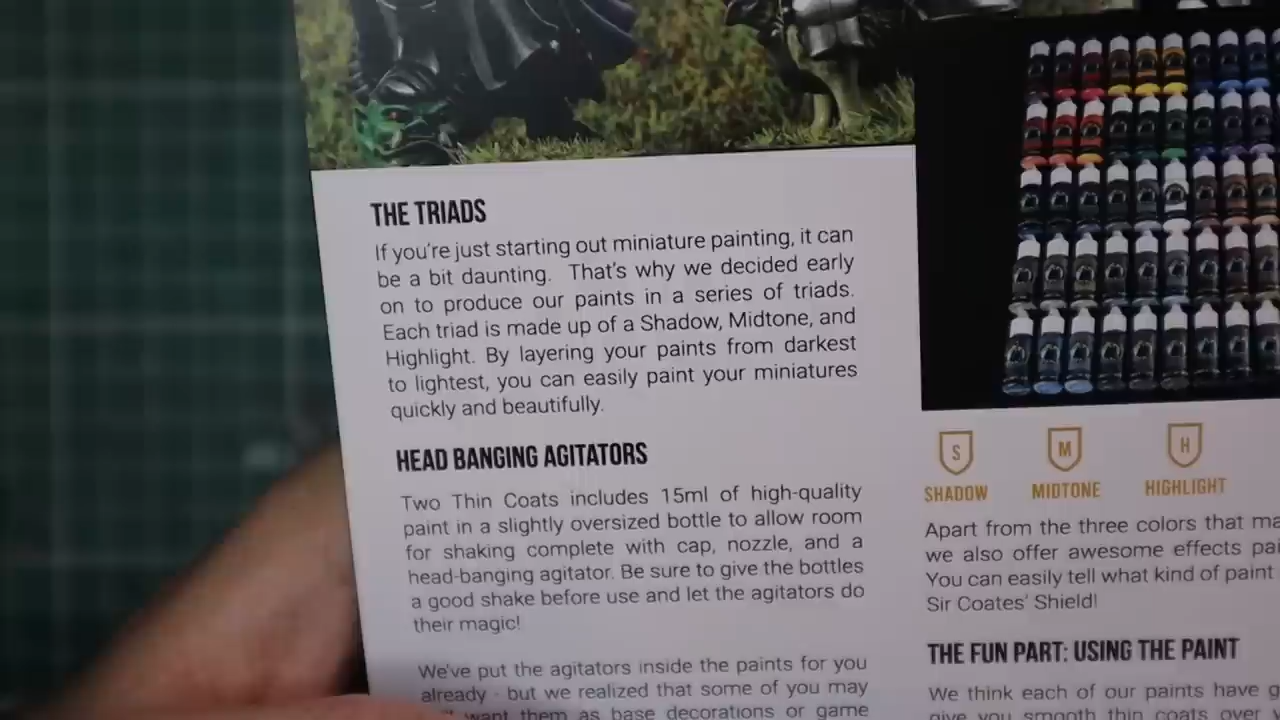 THE TRIADS
If you're just starting out miniature painting, it can
be a bit daunting. That's why we decided early
on to produce our paints in a series of triads.
Each triad is made up of a Shadow, Midtone, and
Highlight. By layering your paints from darkest
to lightest, you can easily paint your miniatures
quickly and beautifully.
HEAD BANGING AGITATORS
Two Thin Coats includes 15ml of high-quality
paint in a slightly oversized bottle to allow room
for shaking complete with cap, nozzle, and a
head-banging agitator. Be sure to give the bottles
a good shake before use and let the agitators do
their magic!
We've put the agitators inside the paints for you
already - but we realized that some of you may
want them as base decorations or game
S M H
SHADOW MIDTONE HIGHLIGHT
Apart from the three colors that
we also offer awesome effects
You can easily tell what kind of paint
Sir Coates' Shield!
THE FUN PART: USING THE PAINT
We think each of our paints have
give you smooth thin coats over